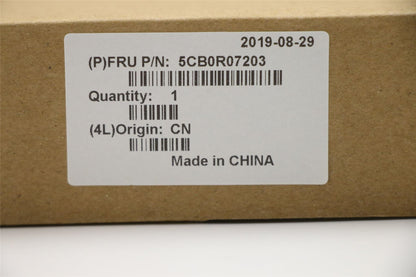 2019-08-29
(P)FRU P/N: 5CB0R07203
Quantity: 1
(4L)Origin: CN
Made in CHINA